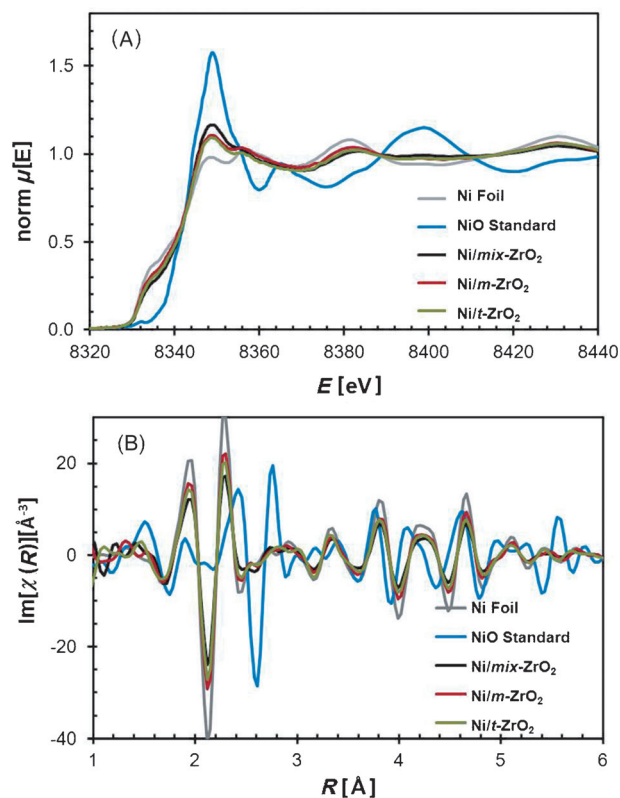 (A)
norm μ[E]
1.5
1.0
0.5
0.0
Ni Foil
NiO Standard
Ni/mix-ZrO₂
Ni/m-ZrO₂
Ni/t-ZrO₂
8320 8340 8360 8380 8400 8420 8440
E [eV]
(B)
Im[χ(R)][Å⁻³]
20
0
-20
-40
Ni Foil
NiO Standard
Ni/mix-ZrO₂
Ni/m-ZrO₂
Ni/t-ZrO₂
1 2 3 4 5 6
R [Å]